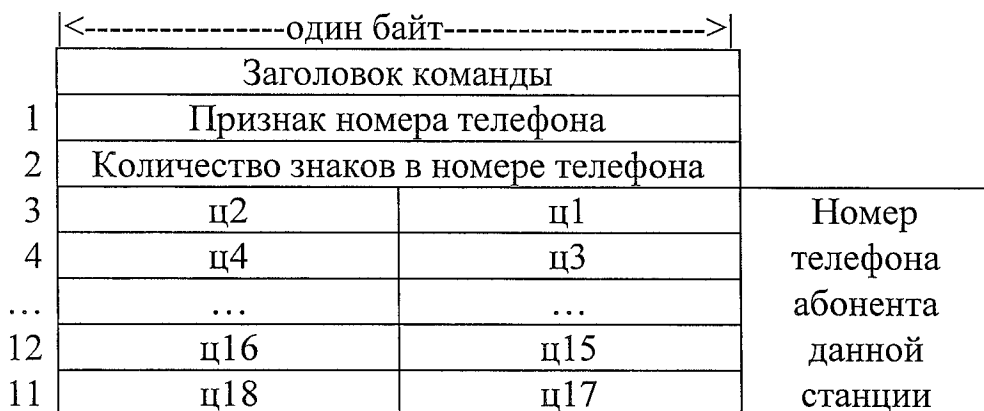 |<----------------один байт--------------------->|
Заголовок команды
1 Признак номера телефона
2 Количество знаков в номере телефона
3 ц2 ц1 Номер
4 ц4 ц3 телефона
... ... ... абонента
12 ц16 ц15 данной
11 ц18 ц17 станции